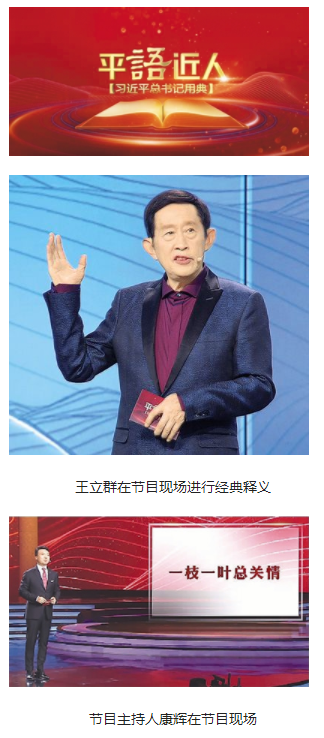 平語近人
【习近平总书记用典】
王立群在节目现场进行经典释义
一枝一叶总关情
节目主持人康辉在节目现场